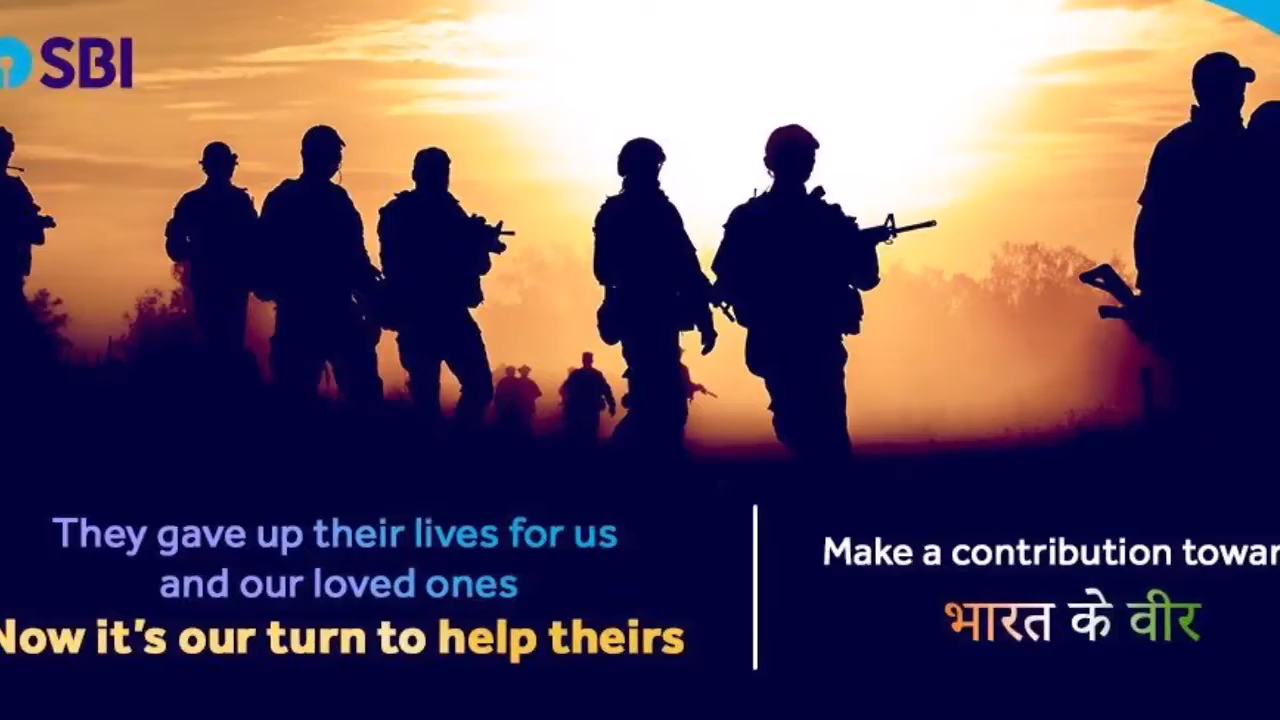 SBI
They gave up their lives for us
and our loved ones
Now it's our turn to help theirs
Make a contribution
भारत के वीर